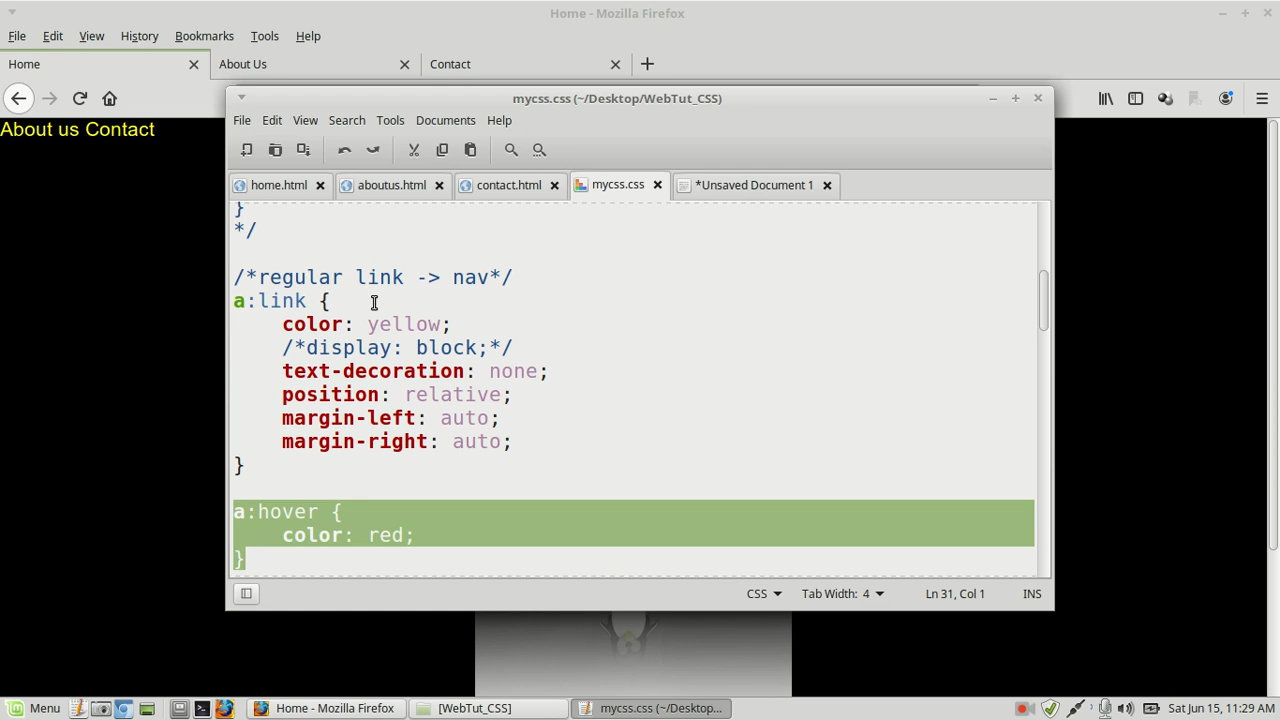 Home - Mozilla Firefox
File Edit View History Bookmarks Tools Help
Home About Us Contact
mycss.css (~/Desktop/WebTut_CSS)
About us Contact
File Edit View Search Tools Documents Help
home.html aboutus.html contact.html mycss.css *Unsaved Document 1
}
*/
/*regular link -> nav*/
a:link {
color: yellow;
/*display: block;*/
text-decoration: none;
position: relative;
margin-left: auto;
margin-right: auto;
}
a:hover {
color: red;
}
CSS Tab Width: 4 Ln 31, Col 1 INS
Menu Home - Mozilla Firefox [WebTut_CSS] mycss.css (~/Desktop... Sat Jun 15, 11:29 AM